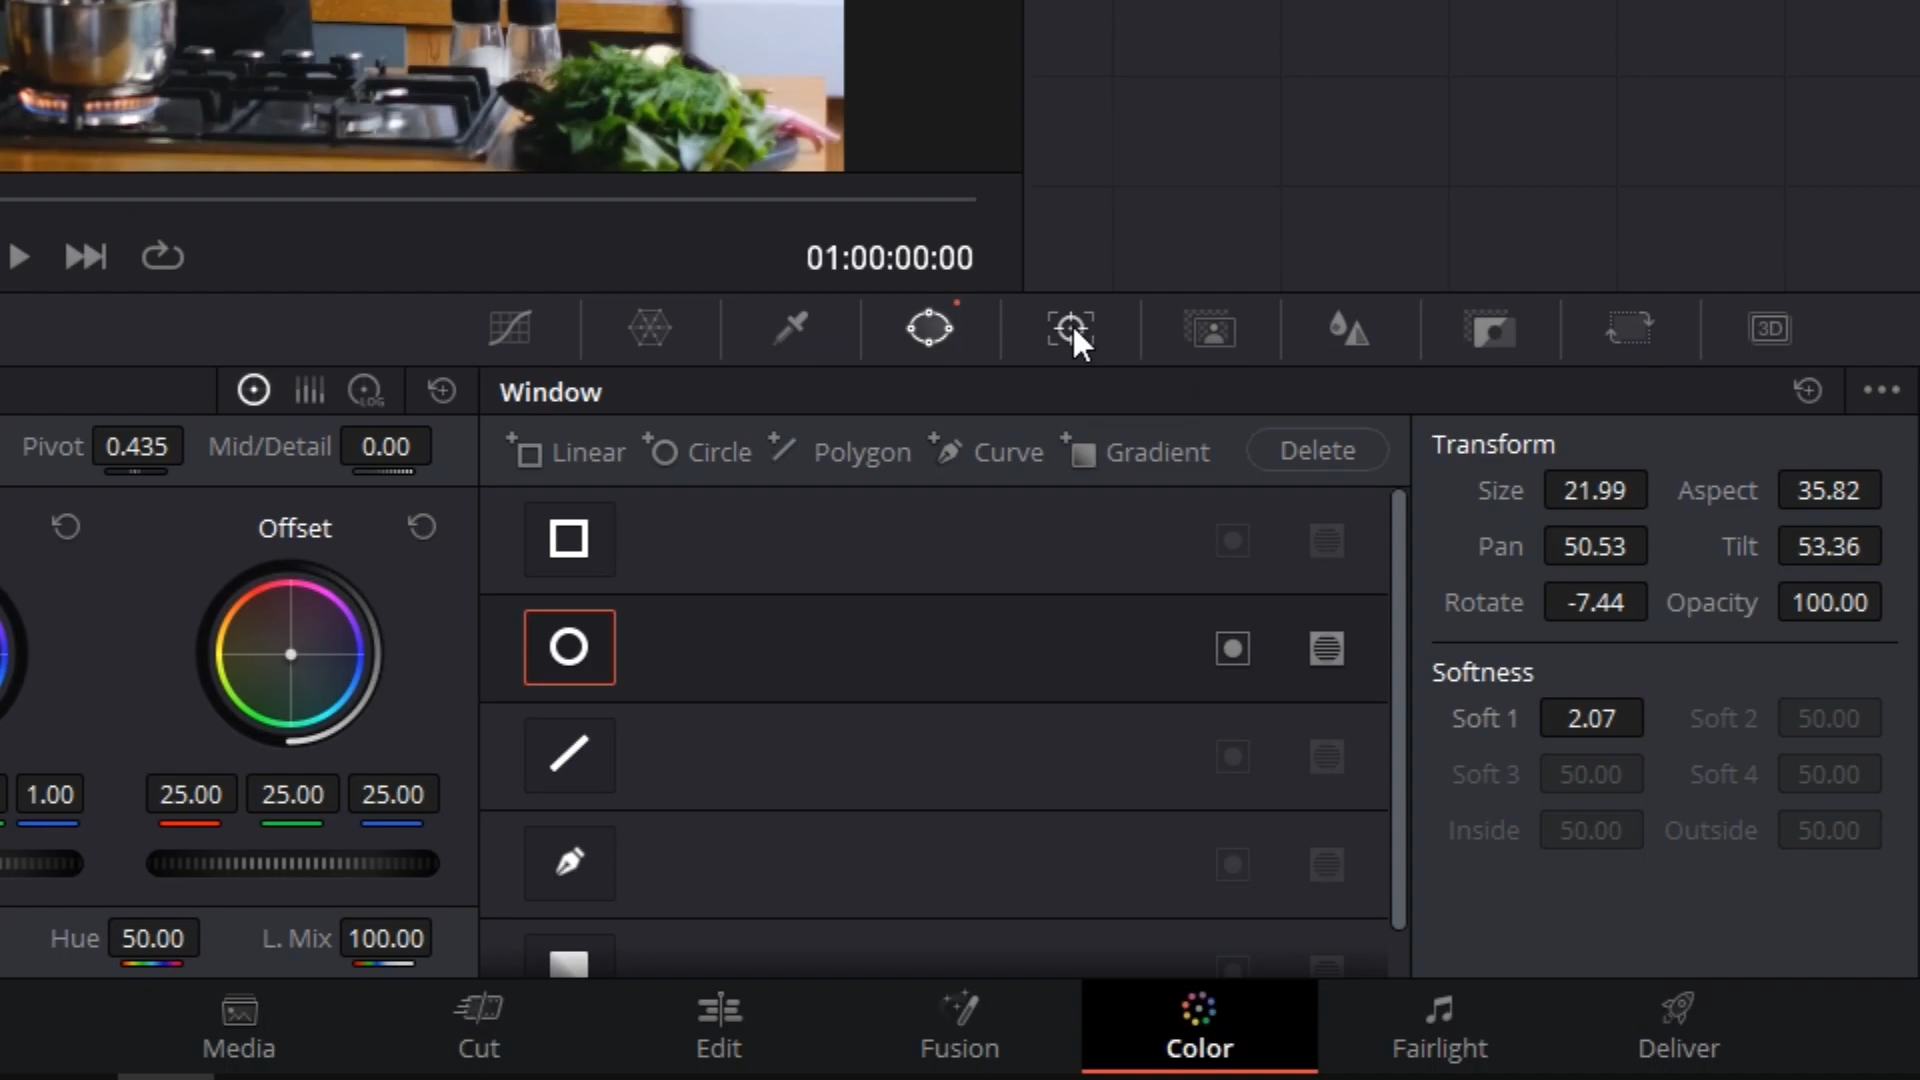 01:00:00:00
3D
LOG
Window
Pivot 0.435 Mid/Detail 0.00
Linear Circle Polygon Curve Gradient Delete
Transform
Size 21.99 Aspect 35.82
Pan 50.53 Tilt 53.36
Rotate -7.44 Opacity 100.00
Offset
Softness
Soft 1 2.07 Soft 2 50.00
Soft 3 50.00 Soft 4 50.00
Inside 50.00 Outside 50.00
1.00 25.00 25.00 25.00
Hue 50.00 L. Mix 100.00
Media Cut Edit Fusion Color Fairlight Deliver